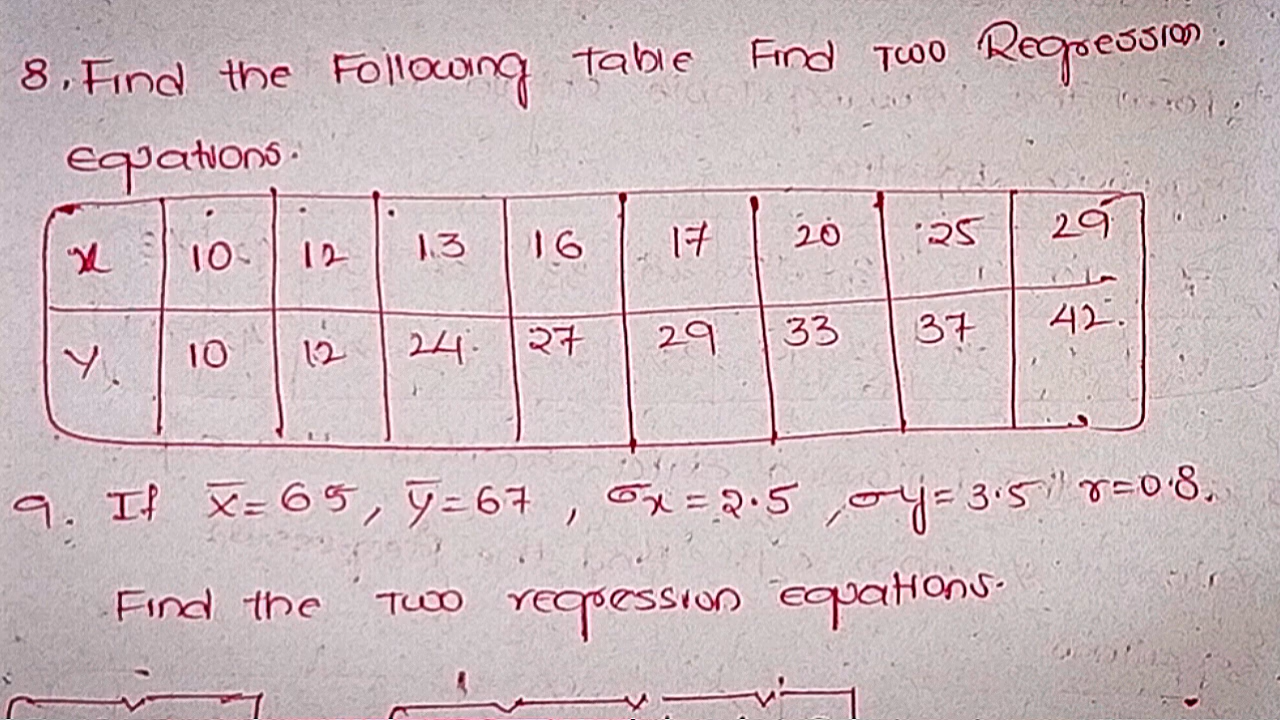 8. Find the Following table Find Two Regression.
equations.
x 10 12 13 16 17 20 25 29
y 10 12 24 27 29 33 37 42
9. If x̅=65, y̅=67, σx=2.5, σy=3.5 r=0.8.
Find the Two regression equations.